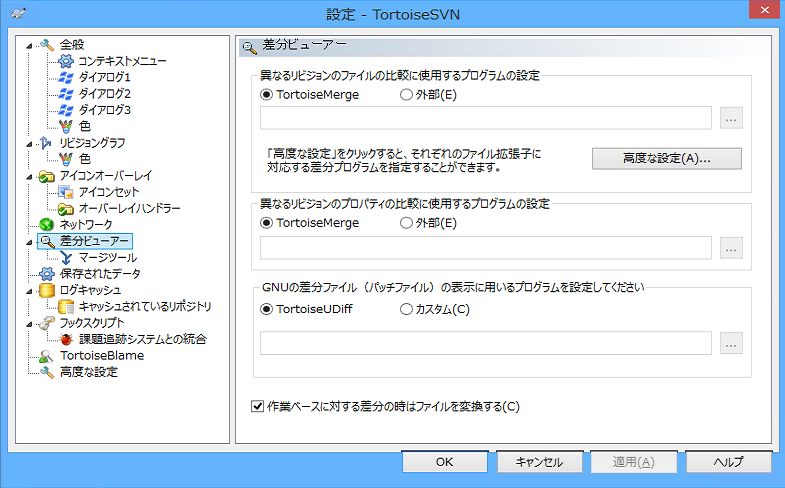 設定 - TortoiseSVN
全般
コンテキストメニュー
ダイアログ1
ダイアログ2
ダイアログ3
色
リビジョングラフ
色
アイコンオーバーレイ
アイコンセット
オーバーレイハンドラー
ネットワーク
差分ビューアー
マージツール
保存されたデータ
ログキャッシュ
キャッシュされているリポジトリ
フックスクリプト
課題追跡システムとの統合
TortoiseBlame
高度な設定
差分ビューアー
異なるリビジョンのファイルの比較に使用するプログラムの設定
TortoiseMerge 外部(E)
...
「高度な設定」をクリックすると、それぞれのファイル拡張子に
対応する差分プログラムを指定することができます。
高度な設定(A)...
異なるリビジョンのプロパティの比較に使用するプログラムの設定
TortoiseMerge 外部(E)
...
GNUの差分ファイル（パッチファイル）の表示に用いるプログラムを設定してください
TortoiseUDiff カスタム(C)
...
作業ベースに対する差分の時はファイルを変換する(C)
OK キャンセル 適用(A) ヘルプ